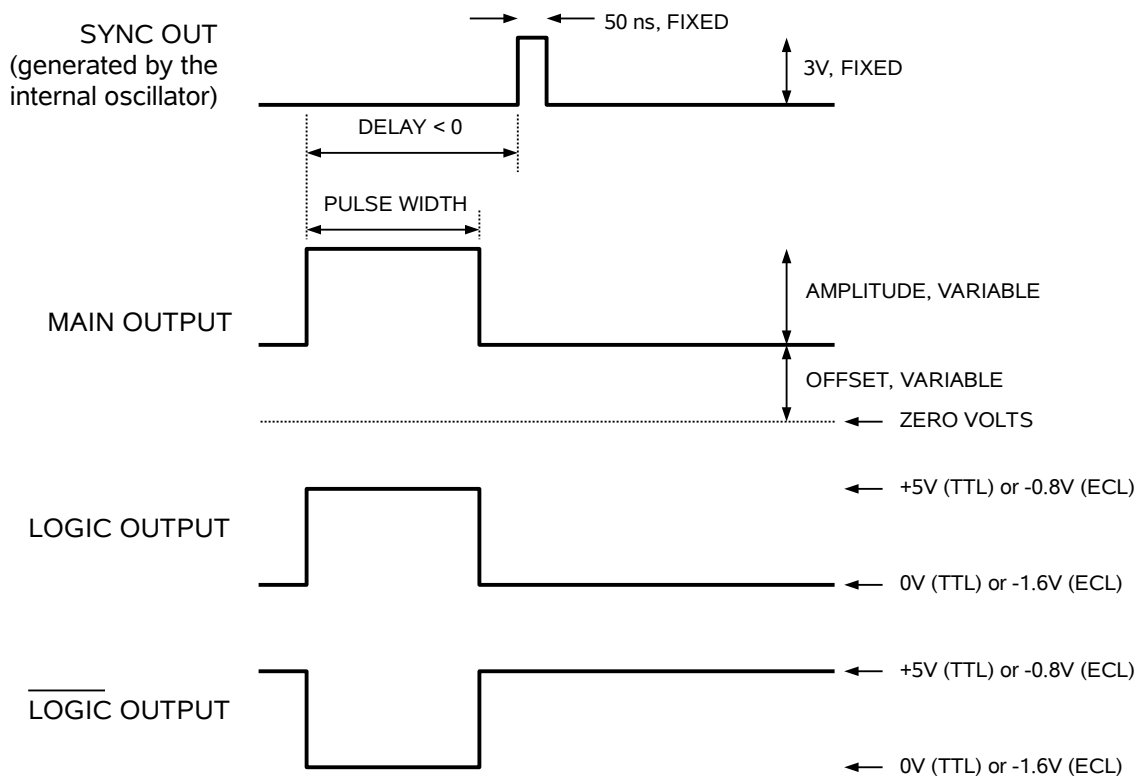 50 ns, FIXED
SYNC OUT
(generated by the
internal oscillator)
3V, FIXED
DELAY < 0
PULSE WIDTH
MAIN OUTPUT
AMPLITUDE, VARIABLE
OFFSET, VARIABLE
ZERO VOLTS
LOGIC OUTPUT
+5V (TTL) or -0.8V (ECL)
0V (TTL) or -1.6V (ECL)
LOGIC OUTPUT
+5V (TTL) or -0.8V (ECL)
0V (TTL) or -1.6V (ECL)